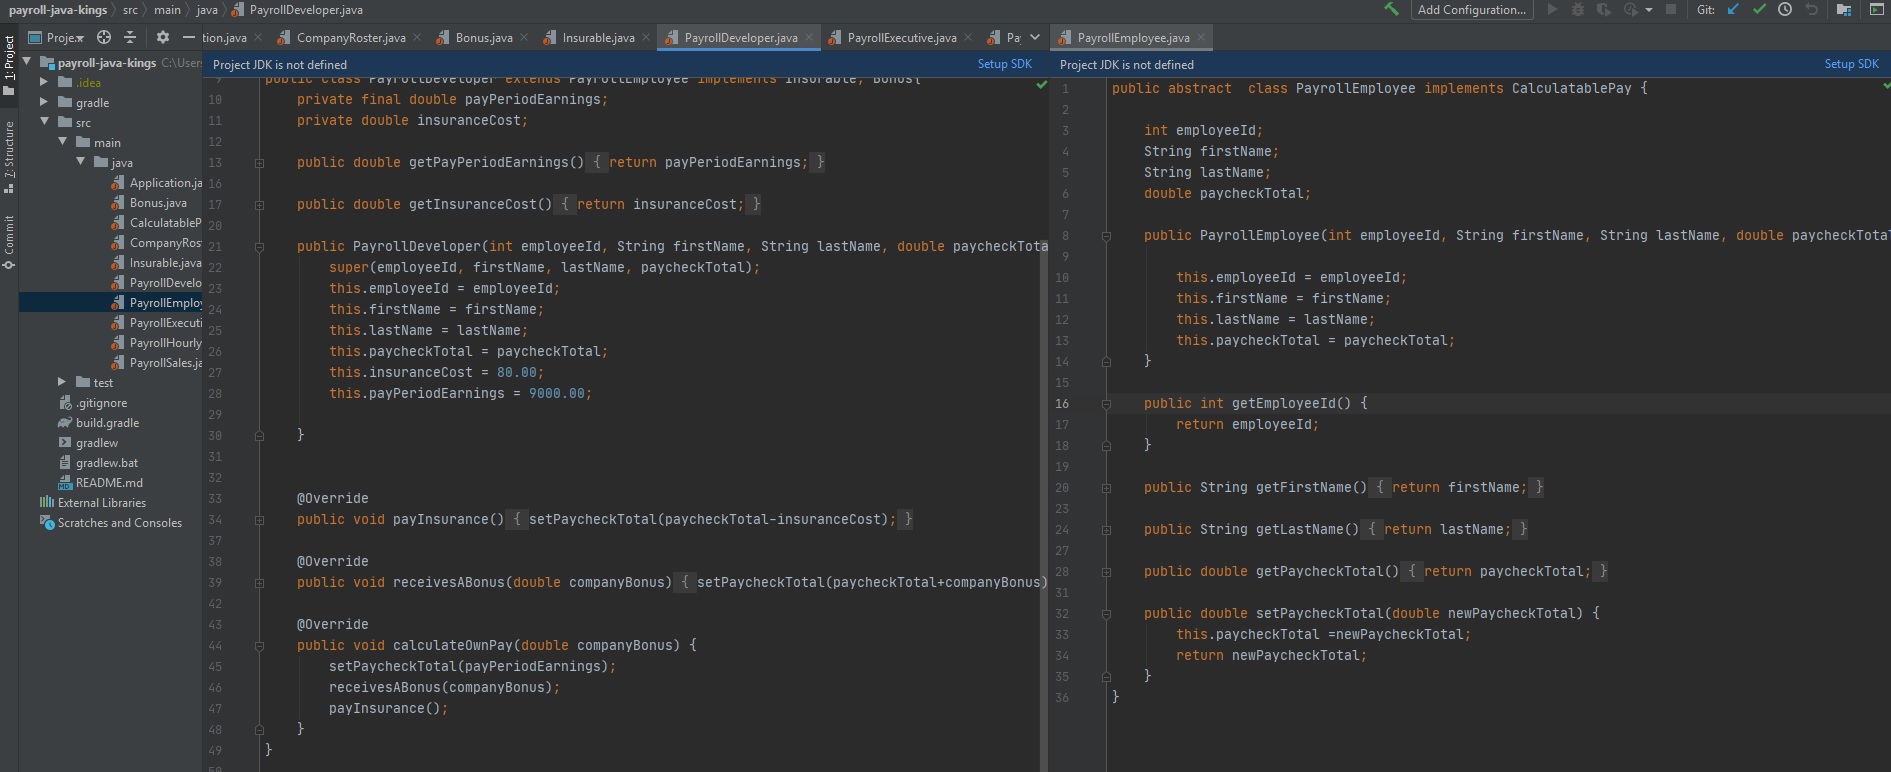 payroll-java-kings src main java PayrollDeveloper.java
Add Configuration... Git:
1: Project
7: Structure
Commit
Proje..
tion.java CompanyRoster.java Bonus.java Insurable.java PayrollDeveloper.java PayrollExecutive.java Pa
PayrollEmployee.java
payroll-java-kings C:\User
.idea
gradle
src
main
java
Application.ja
Bonus.java
CalculatableP
CompanyRos
Insurable.java
PayrollDevelo
PayrollEmploy
PayrollExecuti
PayrollHourly
PayrollSales.ja
test
.gitignore
build.gradle
gradlew
gradlew.bat
README.md
External Libraries
Scratches and Consoles
Project JDK is not defined Setup SDK
9 public class PayrollDeveloper extends PayrollEmployee implements Insurable, Bonus{
10 private final double payPeriodEarnings;
11 private double insuranceCost;
12
13 public double getPayPeriodEarnings() { return payPeriodEarnings; }
16
17 public double getInsuranceCost() { return insuranceCost; }
20
21 public PayrollDeveloper(int employeeId, String firstName, String lastName, double paycheckTota
22 super(employeeId, firstName, lastName, paycheckTotal);
23 this.employeeId = employeeId;
24 this.firstName = firstName;
25 this.lastName = lastName;
26 this.paycheckTotal = paycheckTotal;
27 this.insuranceCost = 80.00;
28 this.payPeriodEarnings = 9000.00;
29
30 }
31
32
33 @Override
34 public void payInsurance() { setPaycheckTotal(paycheckTotal-insuranceCost); }
37
38 @Override
39 public void receivesABonus(double companyBonus) { setPaycheckTotal(paycheckTotal+companyBonus)
42
43 @Override
44 public void calculateOwnPay(double companyBonus) {
45 setPaycheckTotal(payPeriodEarnings);
46 receivesABonus(companyBonus);
47 payInsurance();
48 }
49 }
50
Project JDK is not defined Setup SDK
1 public abstract  class PayrollEmployee implements CalculatablePay {
2
3 int employeeId;
4 String firstName;
5 String lastName;
6 double paycheckTotal;
7
8 public PayrollEmployee(int employeeId, String firstName, String lastName, double paycheckTotal
9
10 this.employeeId = employeeId;
11 this.firstName = firstName;
12 this.lastName = lastName;
13 this.paycheckTotal = paycheckTotal;
14 }
15
16 public int getEmployeeId() {
17 return employeeId;
18 }
19
20 public String getFirstName() { return firstName; }
23
24 public String getLastName() { return lastName; }
27
28 public double getPaycheckTotal() { return paycheckTotal; }
31
32 public double setPaycheckTotal(double newPaycheckTotal) {
33 this.paycheckTotal =newPaycheckTotal;
34 return newPaycheckTotal;
35 }
36 }